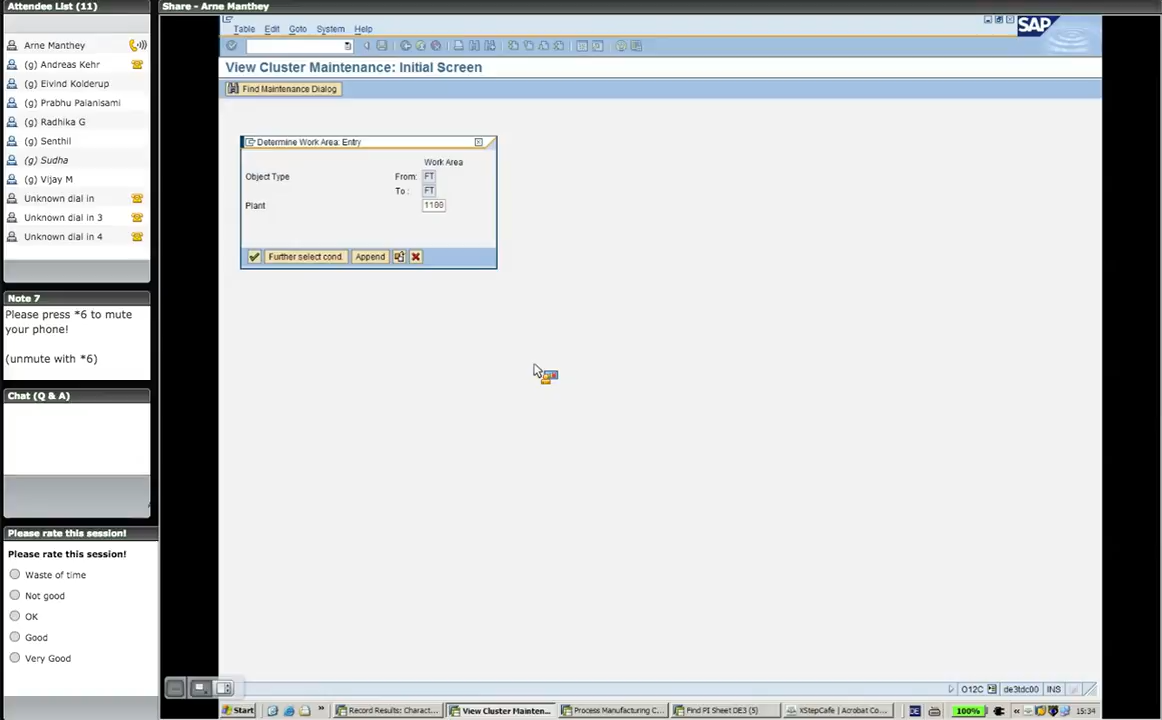 Attendee List (11)
Arne Manthey
(g) Andreas Kehr
(g) Eivind Kolderup
(g) Prabhu Palanisami
(g) Radhika G
(g) Senthil
(g) Sudha
(g) Vijay M
Unknown dial in
Unknown dial in 3
Unknown dial in 4
Note 7
Please press *6 to mute
your phone!
(unmute with *6)
Chat (Q & A)
Please rate this session!
Please rate this session!
Waste of time
Not good
OK
Good
Very Good
Share - Arne Manthey
Table Edit Goto System Help
SAP
View Cluster Maintenance: Initial Screen
Find Maintenance Dialog
Determine Work Area: Entry
Work Area
Object Type From: FT
To : FT
Plant 1100
Further select cond. Append
O12C de3tdc00 INS
Start » Record Results: Charact... View Cluster Mainten... Process Manufacturing C... Find PI Sheet DE3 (5) XStepCafe | Acrobat Co... DE 100% « 15:34